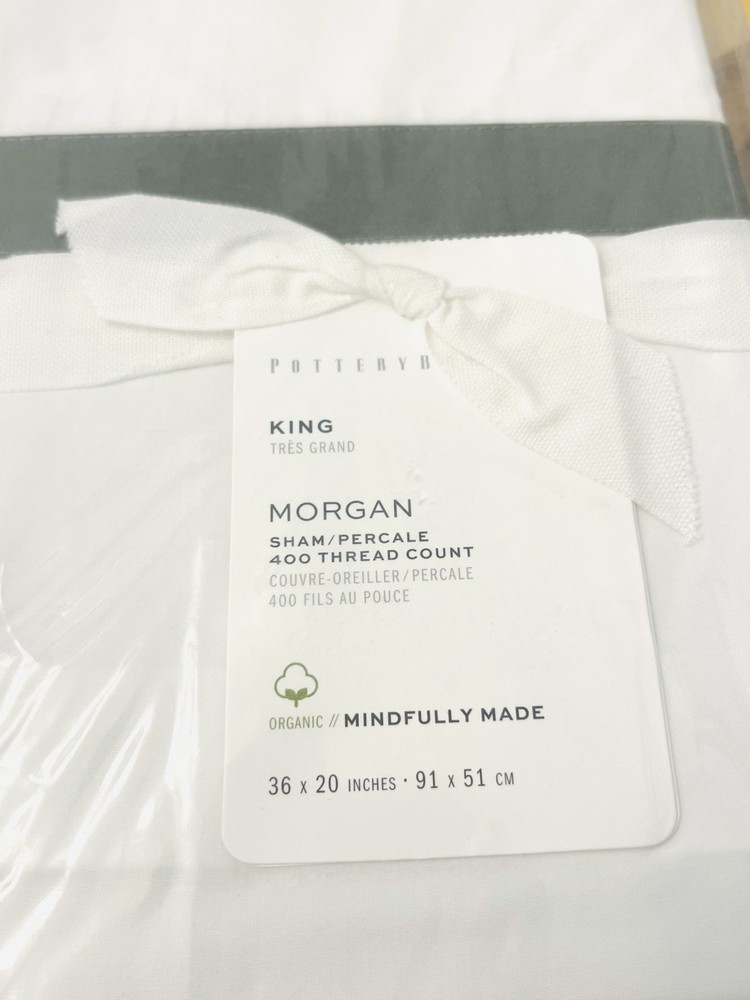 POTTERY B
KING
TRÈS GRAND
MORGAN
SHAM/PERCALE
400 THREAD COUNT
COUVRE-OREILLER/PERCALE
400 FILS AU POUCE
ORGANIC // MINDFULLY MADE
36 X 20 INCHES · 91 X 51 CM